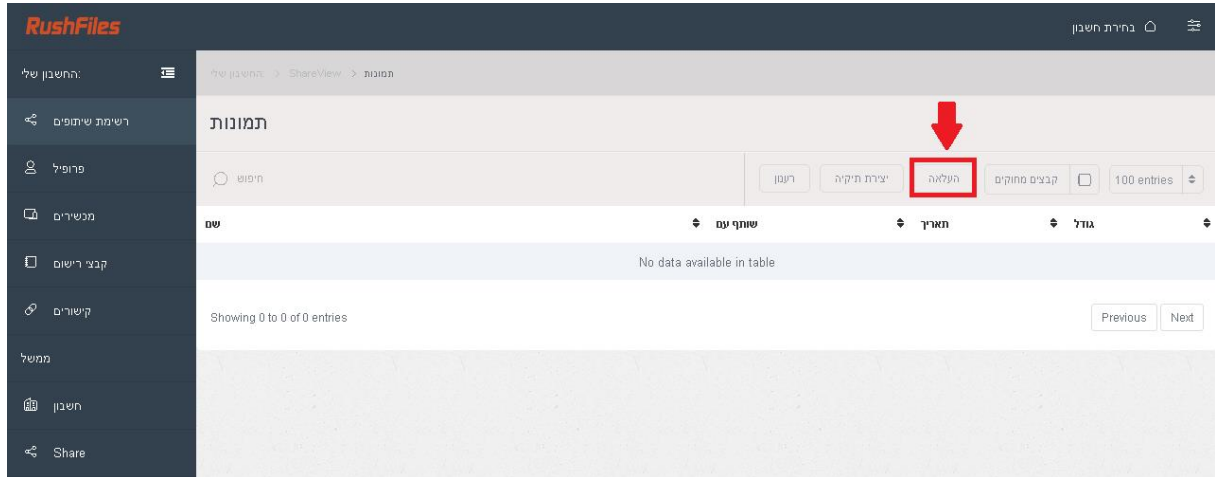 RushFiles
בחירת חשבון
החשבון שלי:
החשבון שלי: > ShareView > תמונות
רשימת שיתופים
תמונות
פרופיל
חיפוש
רענון
יצירת תיקיה
העלאה
קבצים מחוקים
100 entries
מכשירים
שם
שותף עם
תאריך
גודל
No data available in table
קבצי רישום
קישורים
Showing 0 to 0 of 0 entries
Previous
Next
ממשל
חשבון
Share